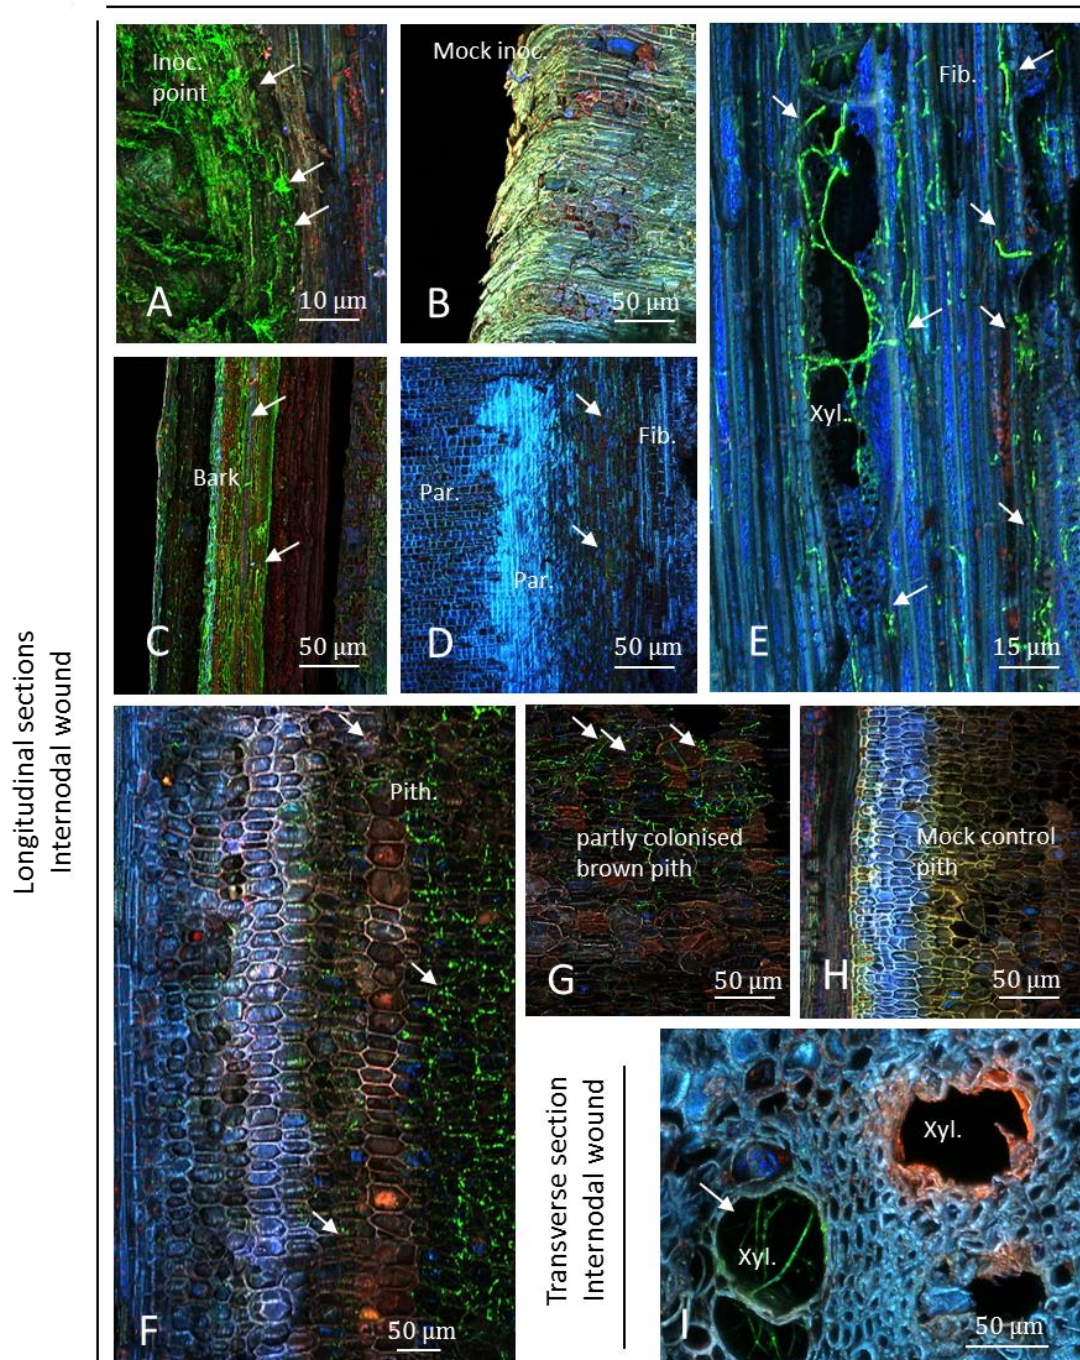 Longitudinal sections
Internodal wound
Inoc.
point
A
10 µm
Mock inoc.
B
50 µm
Fib.
Xyl.
E
15 µm
Bark
C
50 µm
Par.
Par.
Fib.
D
50 µm
Pith.
F
50 µm
partly colonised
brown pith
G
50 µm
Mock control
pith
H
50 µm
Transverse section
Internodal wound
Xyl.
Xyl.
I
50 µm